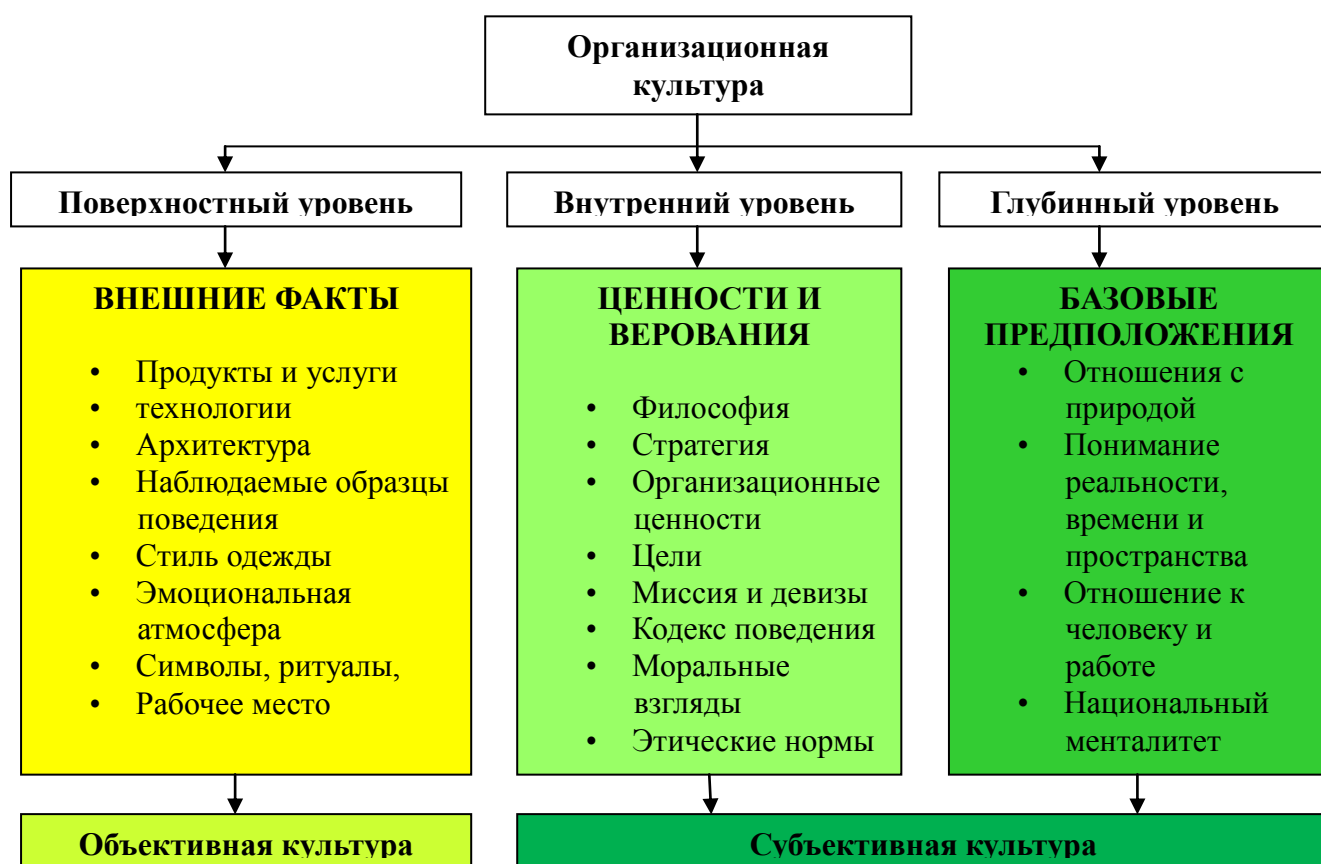 Организационная
культура
Поверхностный уровень
Внутренний уровень
Глубинный уровень
ВНЕШНИЕ ФАКТЫ
• Продукты и услуги
• технологии
• Архитектура
• Наблюдаемые образцы
поведения
• Стиль одежды
• Эмоциональная
атмосфера
• Символы, ритуалы,
• Рабочее место
ЦЕННОСТИ И
ВЕРОВАНИЯ
• Философия
• Стратегия
• Организационные
ценности
• Цели
• Миссия и девизы
• Кодекс поведения
• Моральные
взгляды
• Этические нормы
БАЗОВЫЕ
ПРЕДПОЛОЖЕНИЯ
• Отношения с
природой
• Понимание
реальности,
времени и
пространства
• Отношение к
человеку и
работе
• Национальный
менталитет
Объективная культура
Субъективная культура